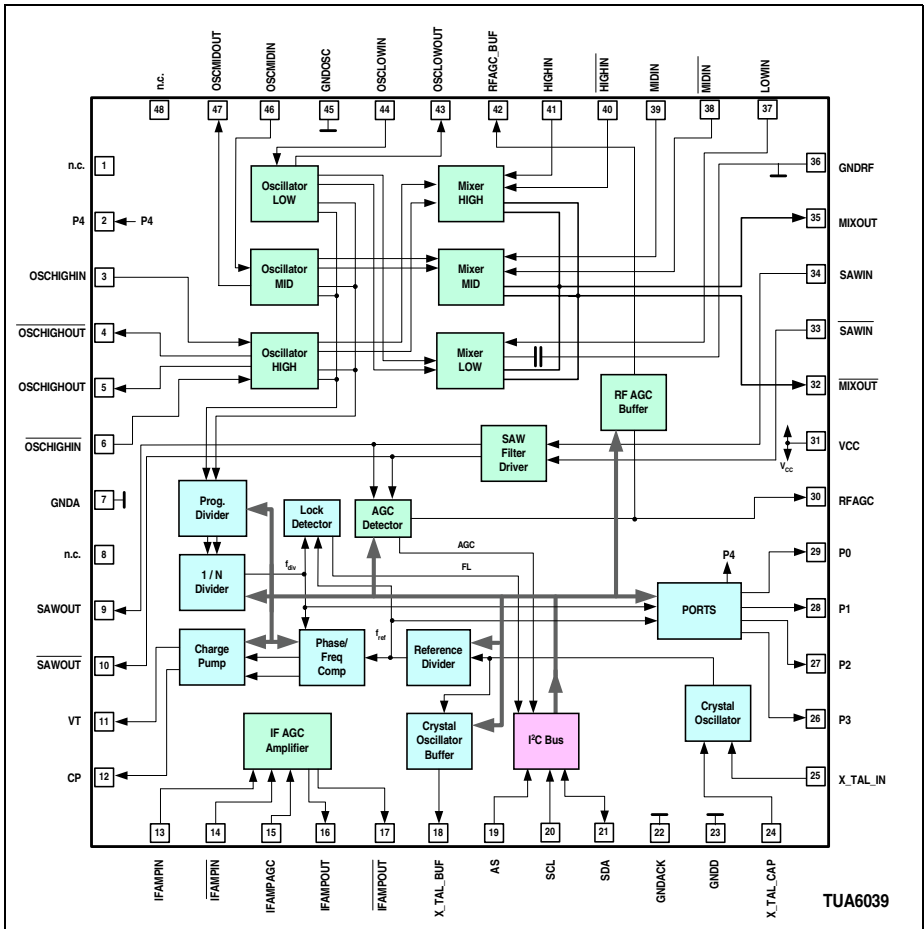 n.c.
OSCMIDOUT
OSCMIDIN
GNDOSC
OSCLOWIN
OSCLOWOUT
RFAGC_BUF
HIGHIN
HIGHIN
MIDIN
MIDIN
LOWIN
48
47
46
45
44
43
42
41
40
39
38
37
n.c.
1
P4
2
P4
OSCHIGHIN
3
OSCHIGHOUT
4
OSCHIGHOUT
5
OSCHIGHIN
6
GNDA
7
n.c.
8
SAWOUT
9
SAWOUT
10
VT
11
CP
12
Oscillator
LOW
Mixer
HIGH
Oscillator
MID
Mixer
MID
Oscillator
HIGH
Mixer
LOW
RF AGC
Buffer
SAW
Filter
Driver
Prog.
Divider
Lock
Detector
AGC
Detector
AGC
FL
fdiv
1 / N
Divider
P4
PORTS
fref
Charge
Pump
Phase/
Freq
Comp
Reference
Divider
Crystal
Oscillator
IF AGC
Amplifier
Crystal
Oscillator
Buffer
I²C Bus
36
GNDRF
35
MIXOUT
34
SAWIN
33
SAWIN
32
MIXOUT
31
VCC
VCC
30
RFAGC
29
P0
28
P1
27
P2
26
P3
25
X_TAL_IN
13
14
15
16
17
18
19
20
21
22
23
24
IFAMPIN
IFAMPIN
IFAMPAGC
IFAMPOUT
IFAMPOUT
X_TAL_BUF
AS
SCL
SDA
GNDACK
GNDD
X_TAL_CAP
TUA6039